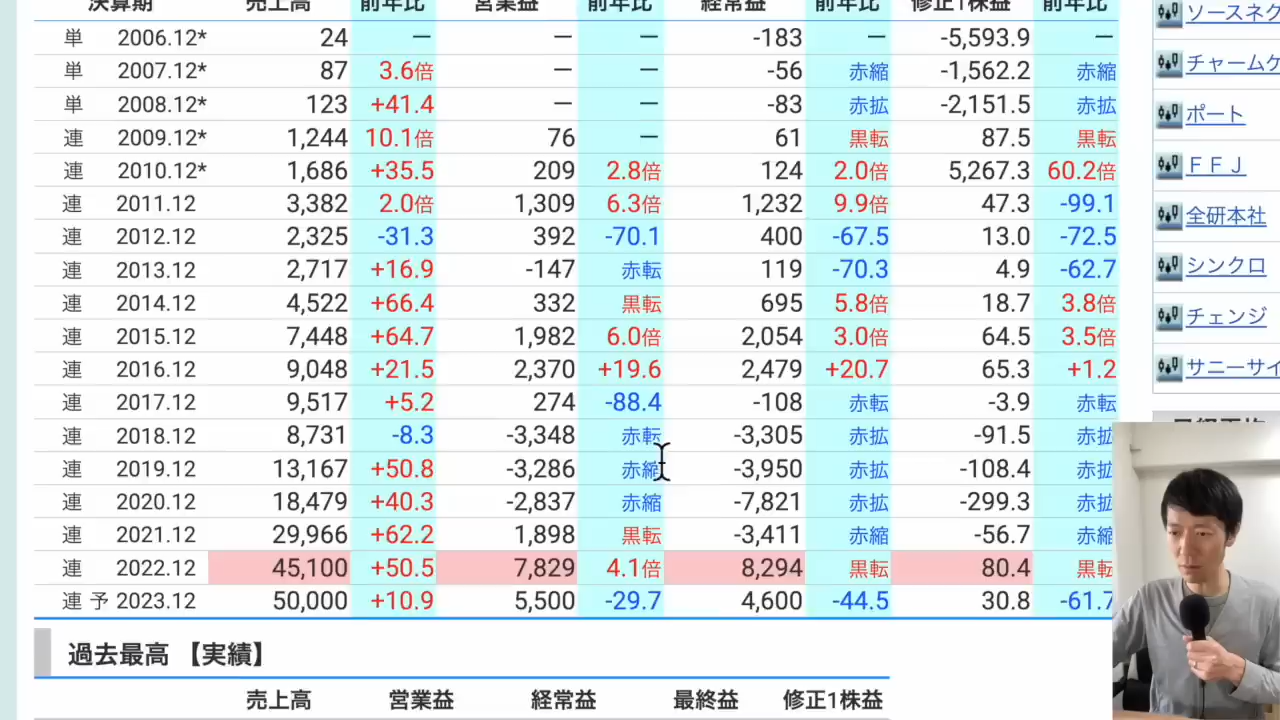 決算期 売上高 前年比 営業益 前年比 経常益 前年比 修正1株益 前年比
単 2006.12* 24 ー ー ー -183 ー -5,593.9 ー
単 2007.12* 87 3.6倍 ー ー -56 赤縮 -1,562.2 赤縮
単 2008.12* 123 +41.4 ー ー -83 赤拡 -2,151.5 赤拡
連 2009.12* 1,244 10.1倍 76 ー 61 黒転 87.5 黒転
連 2010.12* 1,686 +35.5 209 2.8倍 124 2.0倍 5,267.3 60.2倍
連 2011.12 3,382 2.0倍 1,309 6.3倍 1,232 9.9倍 47.3 -99.1
連 2012.12 2,325 -31.3 392 -70.1 400 -67.5 13.0 -72.5
連 2013.12 2,717 +16.9 -147 赤転 119 -70.3 4.9 -62.7
連 2014.12 4,522 +66.4 332 黒転 695 5.8倍 18.7 3.8倍
連 2015.12 7,448 +64.7 1,982 6.0倍 2,054 3.0倍 64.5 3.5倍
連 2016.12 9,048 +21.5 2,370 +19.6 2,479 +20.7 65.3 +1.2
連 2017.12 9,517 +5.2 274 -88.4 -108 赤転 -3.9 赤転
連 2018.12 8,731 -8.3 -3,348 赤転 -3,305 赤拡 -91.5 赤拡
連 2019.12 13,167 +50.8 -3,286 赤縮 -3,950 赤拡 -108.4 赤拡
連 2020.12 18,479 +40.3 -2,837 赤縮 -7,821 赤拡 -299.3 赤拡
連 2021.12 29,966 +62.2 1,898 黒転 -3,411 赤縮 -56.7 赤縮
連 2022.12 45,100 +50.5 7,829 4.1倍 8,294 黒転 80.4 黒転
連 予 2023.12 50,000 +10.9 5,500 -29.7 4,600 -44.5 30.8 -61.7
過去最高 【実績】
売上高 営業益 経常益 最終益 修正1株益
ソースネク
チャームケ
ポート
ＦＦＪ
全研本社
シンクロ
チェンジ
サニーサイ